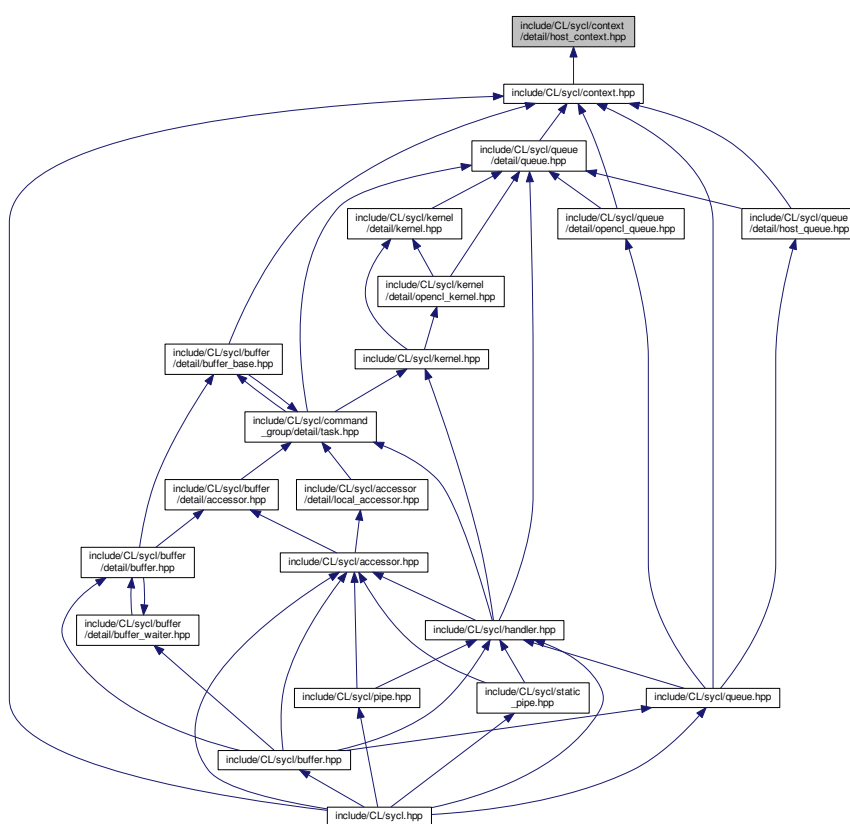 include/CL/sycl/context
/detail/host_context.hpp
include/CL/sycl/context.hpp
include/CL/sycl/queue
/detail/queue.hpp
include/CL/sycl/kernel
/detail/kernel.hpp
include/CL/sycl/queue
/detail/opencl_queue.hpp
include/CL/sycl/queue
/detail/host_queue.hpp
include/CL/sycl/kernel
/detail/opencl_kernel.hpp
include/CL/sycl/buffer
/detail/buffer_base.hpp
include/CL/sycl/kernel.hpp
include/CL/sycl/command
_group/detail/task.hpp
include/CL/sycl/buffer
/detail/accessor.hpp
include/CL/sycl/accessor
/detail/local_accessor.hpp
include/CL/sycl/buffer
/detail/buffer.hpp
include/CL/sycl/accessor.hpp
include/CL/sycl/buffer
/detail/buffer_waiter.hpp
include/CL/sycl/handler.hpp
include/CL/sycl/pipe.hpp
include/CL/sycl/static
_pipe.hpp
include/CL/sycl/queue.hpp
include/CL/sycl/buffer.hpp
include/CL/sycl.hpp